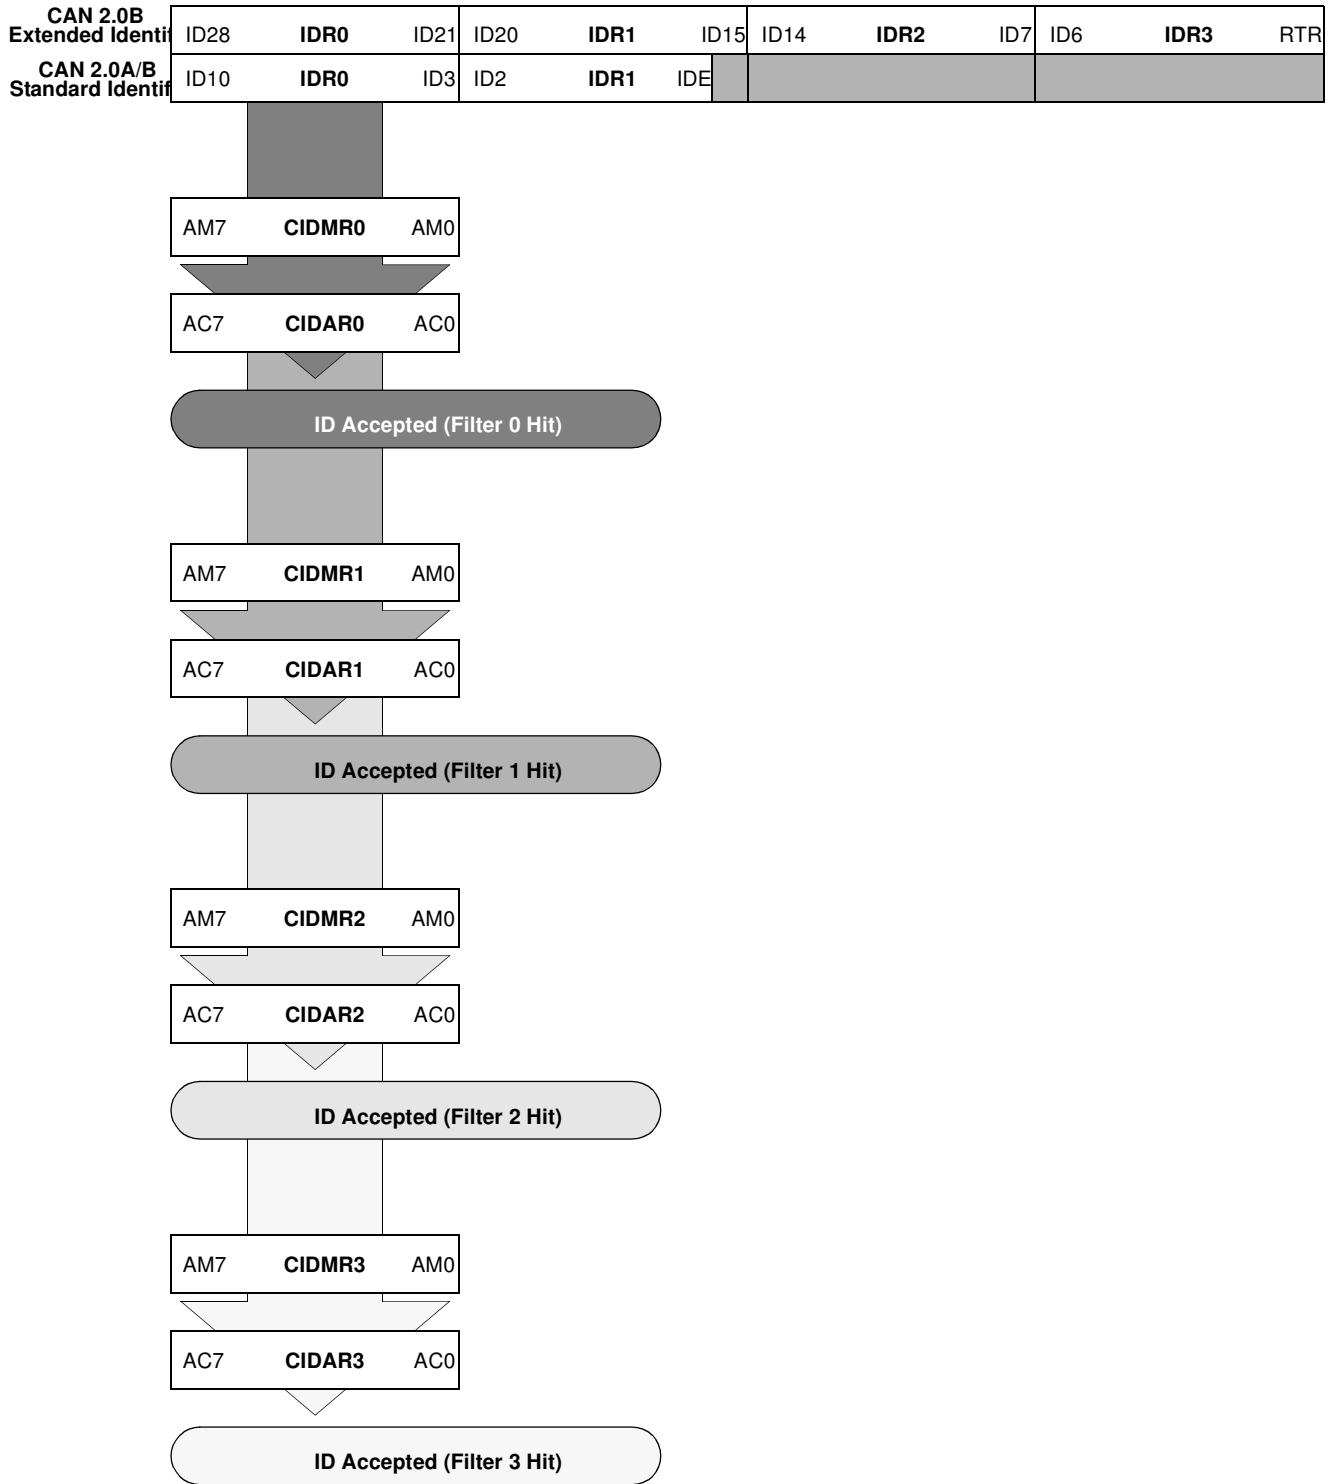 CAN 2.0B
Extended Identif ID28 IDR0 ID21 ID20 IDR1 ID15 ID14 IDR2 ID7 ID6 IDR3 RTR
CAN 2.0A/B
Standard Identif ID10 IDR0 ID3 ID2 IDR1 IDE
AM7 CIDMR0 AM0
AC7 CIDAR0 AC0
ID Accepted (Filter 0 Hit)
AM7 CIDMR1 AM0
AC7 CIDAR1 AC0
ID Accepted (Filter 1 Hit)
AM7 CIDMR2 AM0
AC7 CIDAR2 AC0
ID Accepted (Filter 2 Hit)
AM7 CIDMR3 AM0
AC7 CIDAR3 AC0
ID Accepted (Filter 3 Hit)